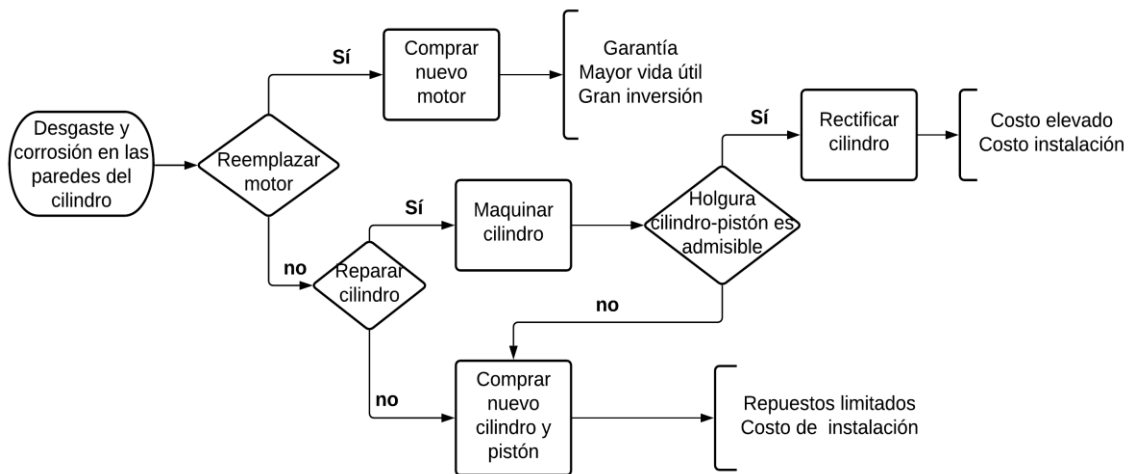 Desgaste y
corrosión en las
paredes del
cilindro
Reemplazar
motor
Sí
Comprar
nuevo
motor
Garantía
Mayor vida útil
Gran inversión
no
Reparar
cilindro
Sí
Maquinar
cilindro
Holgura
cilindro-pistón es
admisible
Sí
Rectificar
cilindro
Costo elevado
Costo instalación
no
no
Comprar
nuevo
cilindro y
pistón
Repuestos limitados
Costo de instalación